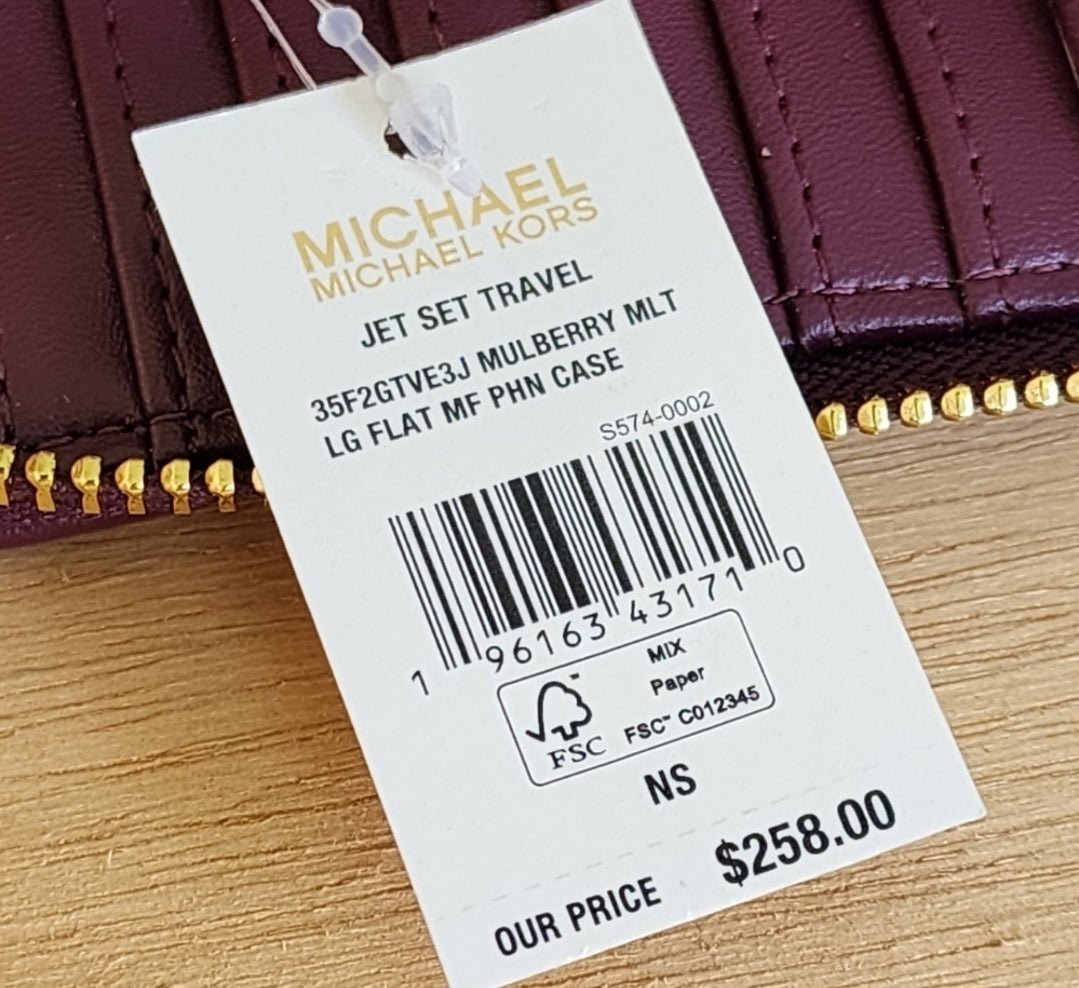 MICHAEL
MICHAEL KORS
JET SET TRAVEL
35F2GTVE3J MULBERRY MLT
LG FLAT MF PHN CASE
S574-0002
1 96163 43171 0
MIX
Paper
FSC™ C012345
FSC
NS
OUR PRICE $258.00